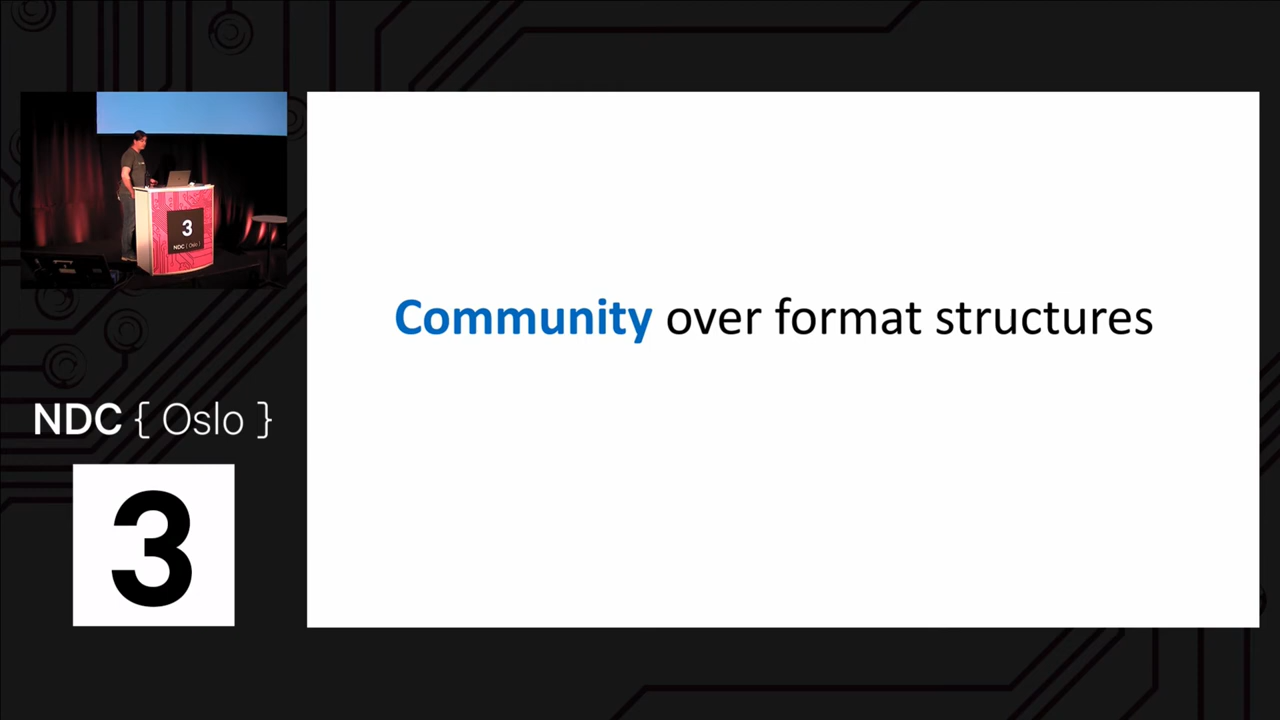 3
NDC { Oslo }
Community over format structures
NDC { Oslo }
3